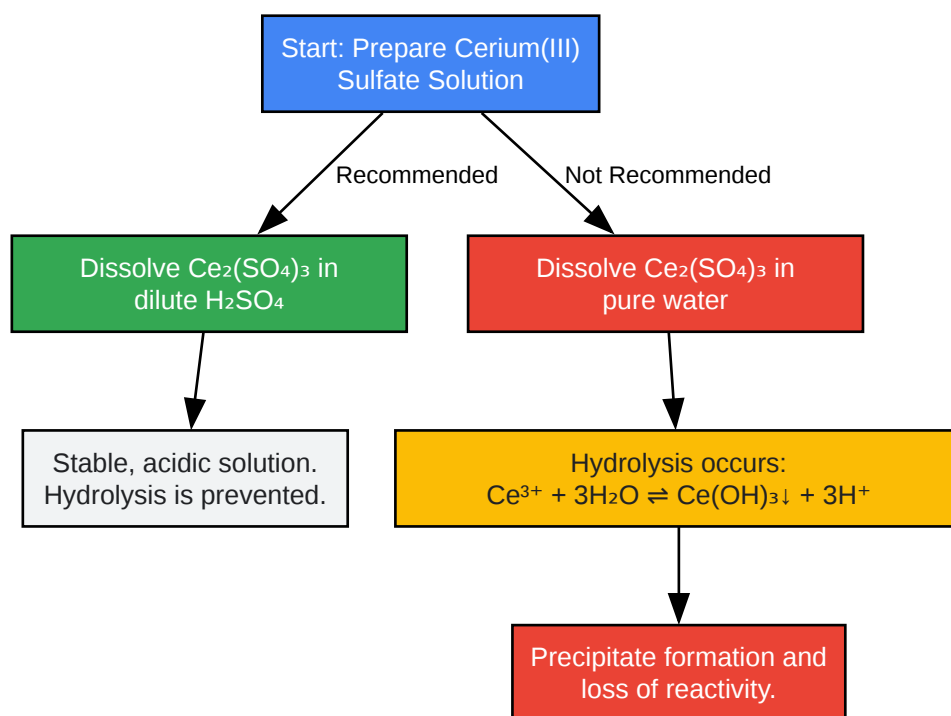 Start: Prepare Cerium(III)
Sulfate Solution
Recommended
Not Recommended
Dissolve Ce₂(SO₄)₃ in
dilute H₂SO₄
Dissolve Ce₂(SO₄)₃ in
pure water
Stable, acidic solution.
Hydrolysis is prevented.
Hydrolysis occurs:
Ce³⁺ + 3H₂O ⇌ Ce(OH)₃↓ + 3H⁺
Precipitate formation and
loss of reactivity.